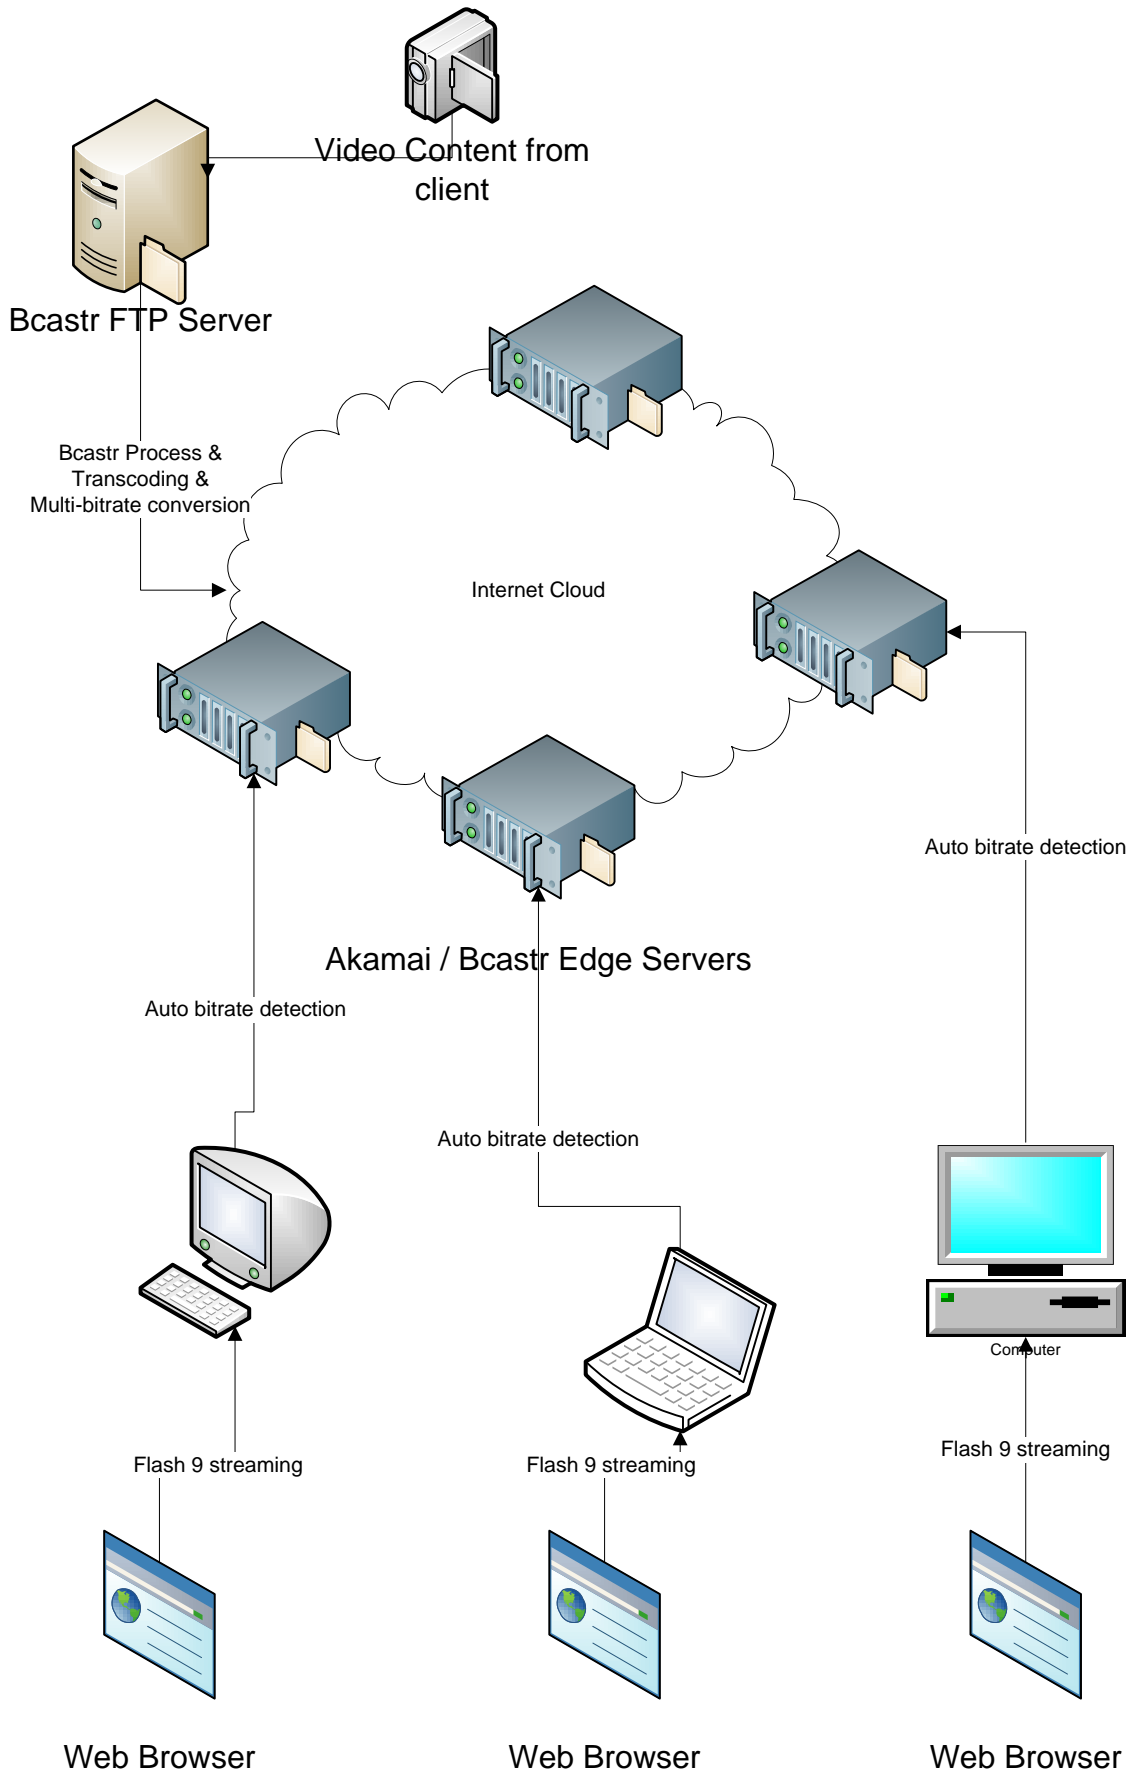 Video Content from
client
Bcastr FTP Server
Bcastr Process &
Transcoding &
Multi-bitrate conversion
Internet Cloud
Auto bitrate detection
Akamai / Bcastr Edge Servers
Auto bitrate detection
Auto bitrate detection
Computer
Flash 9 streaming
Flash 9 streaming
Flash 9 streaming
Web Browser
Web Browser
Web Browser